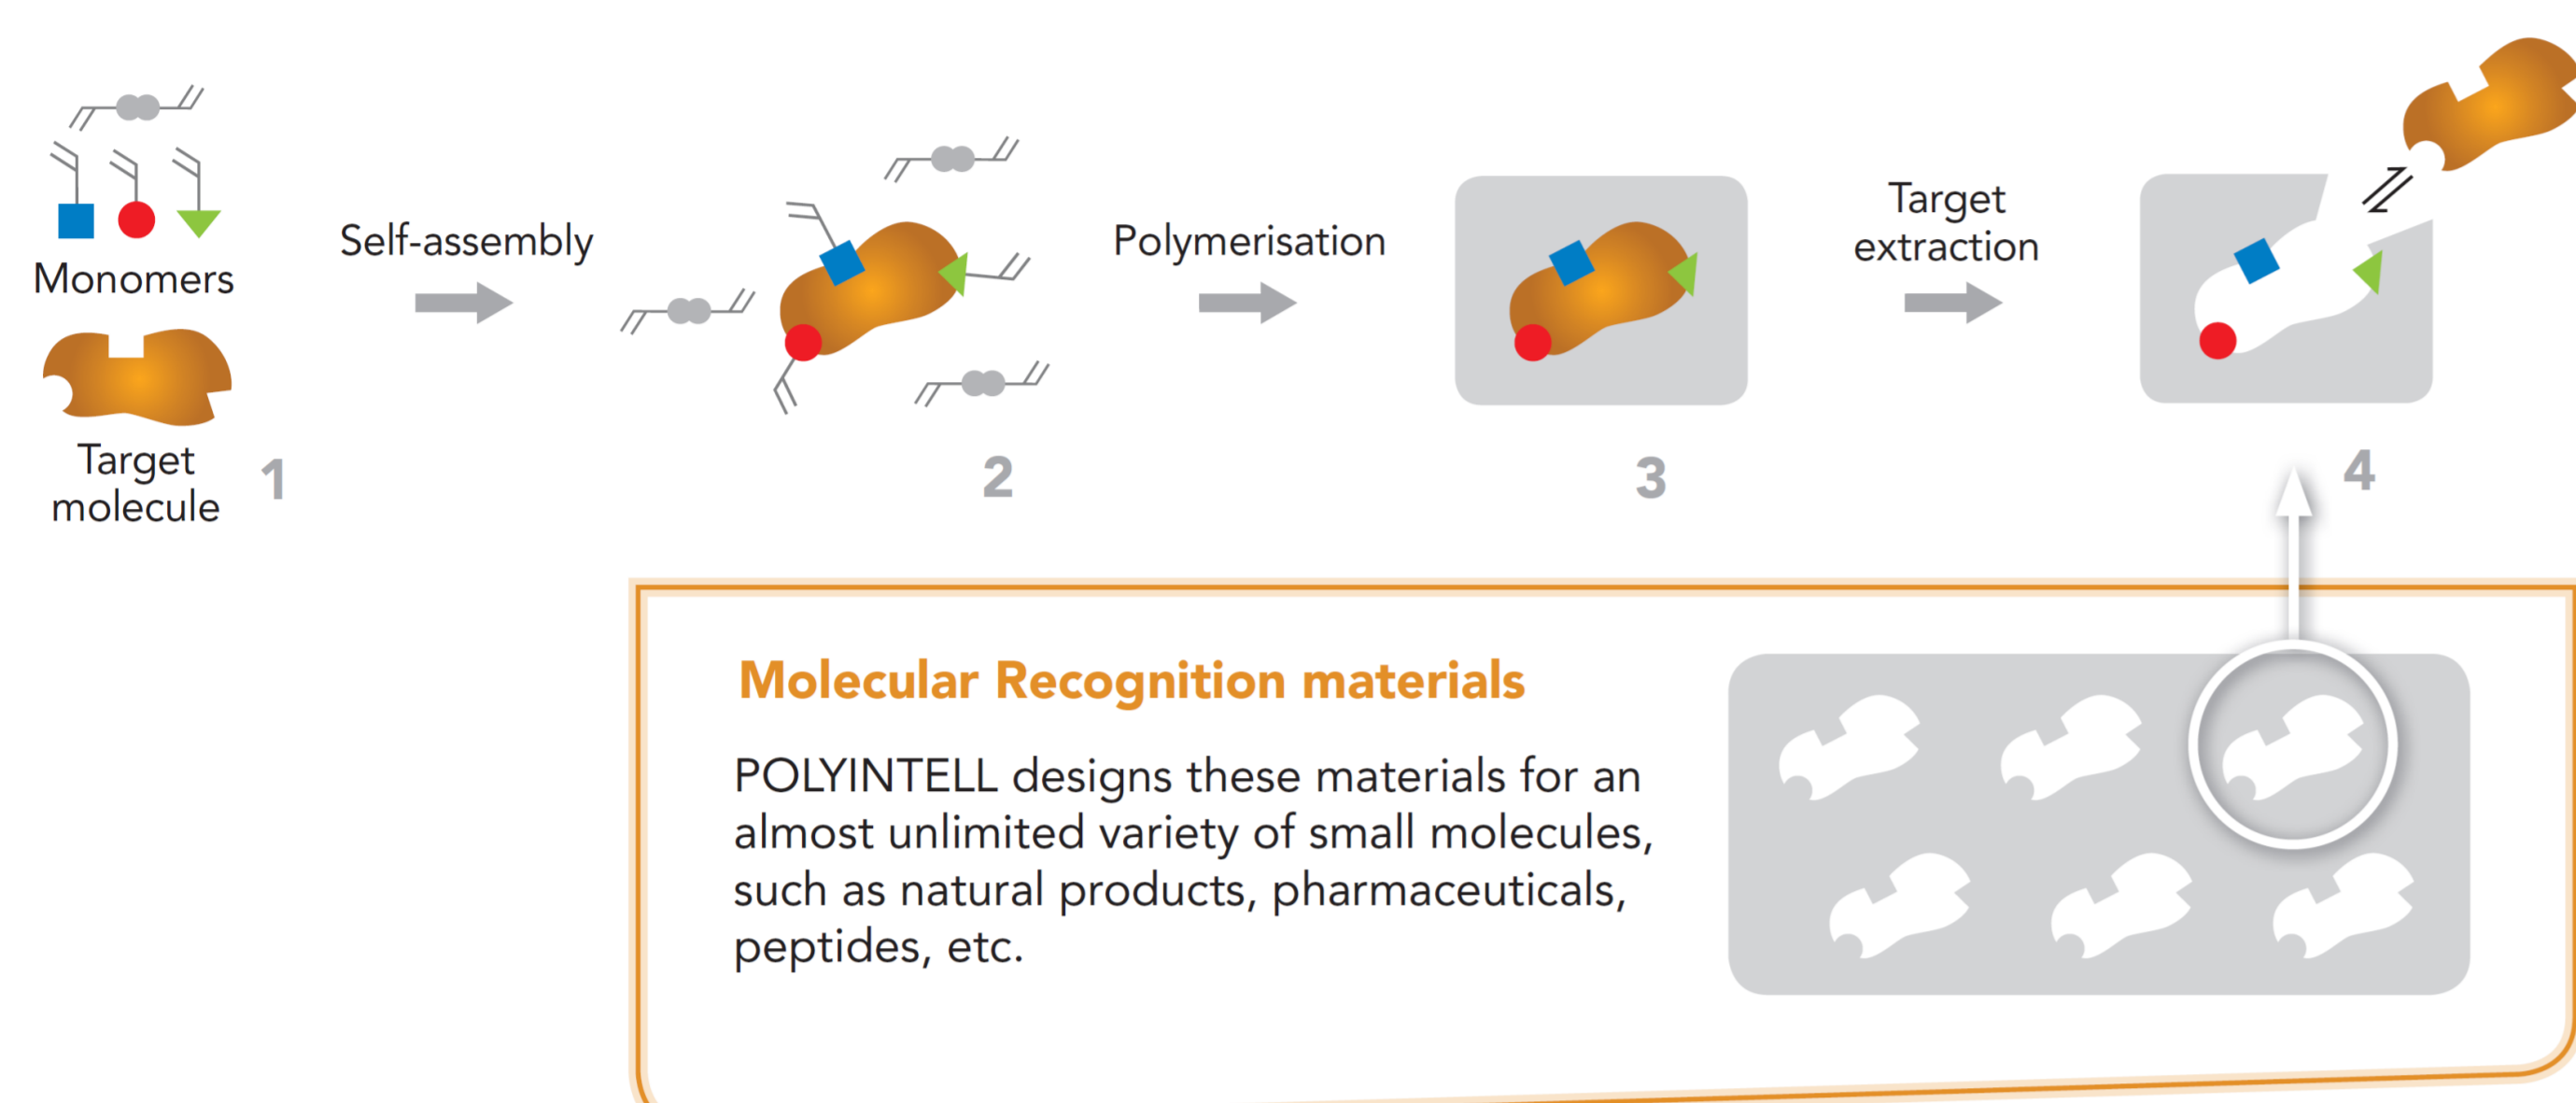 Monomers
Target
molecule
1
Self-assembly
2
Polymerisation
3
Target
extraction
4
Molecular Recognition materials
POLYINTELL designs these materials for an
almost unlimited variety of small molecules,
such as natural products, pharmaceuticals,
peptides, etc.